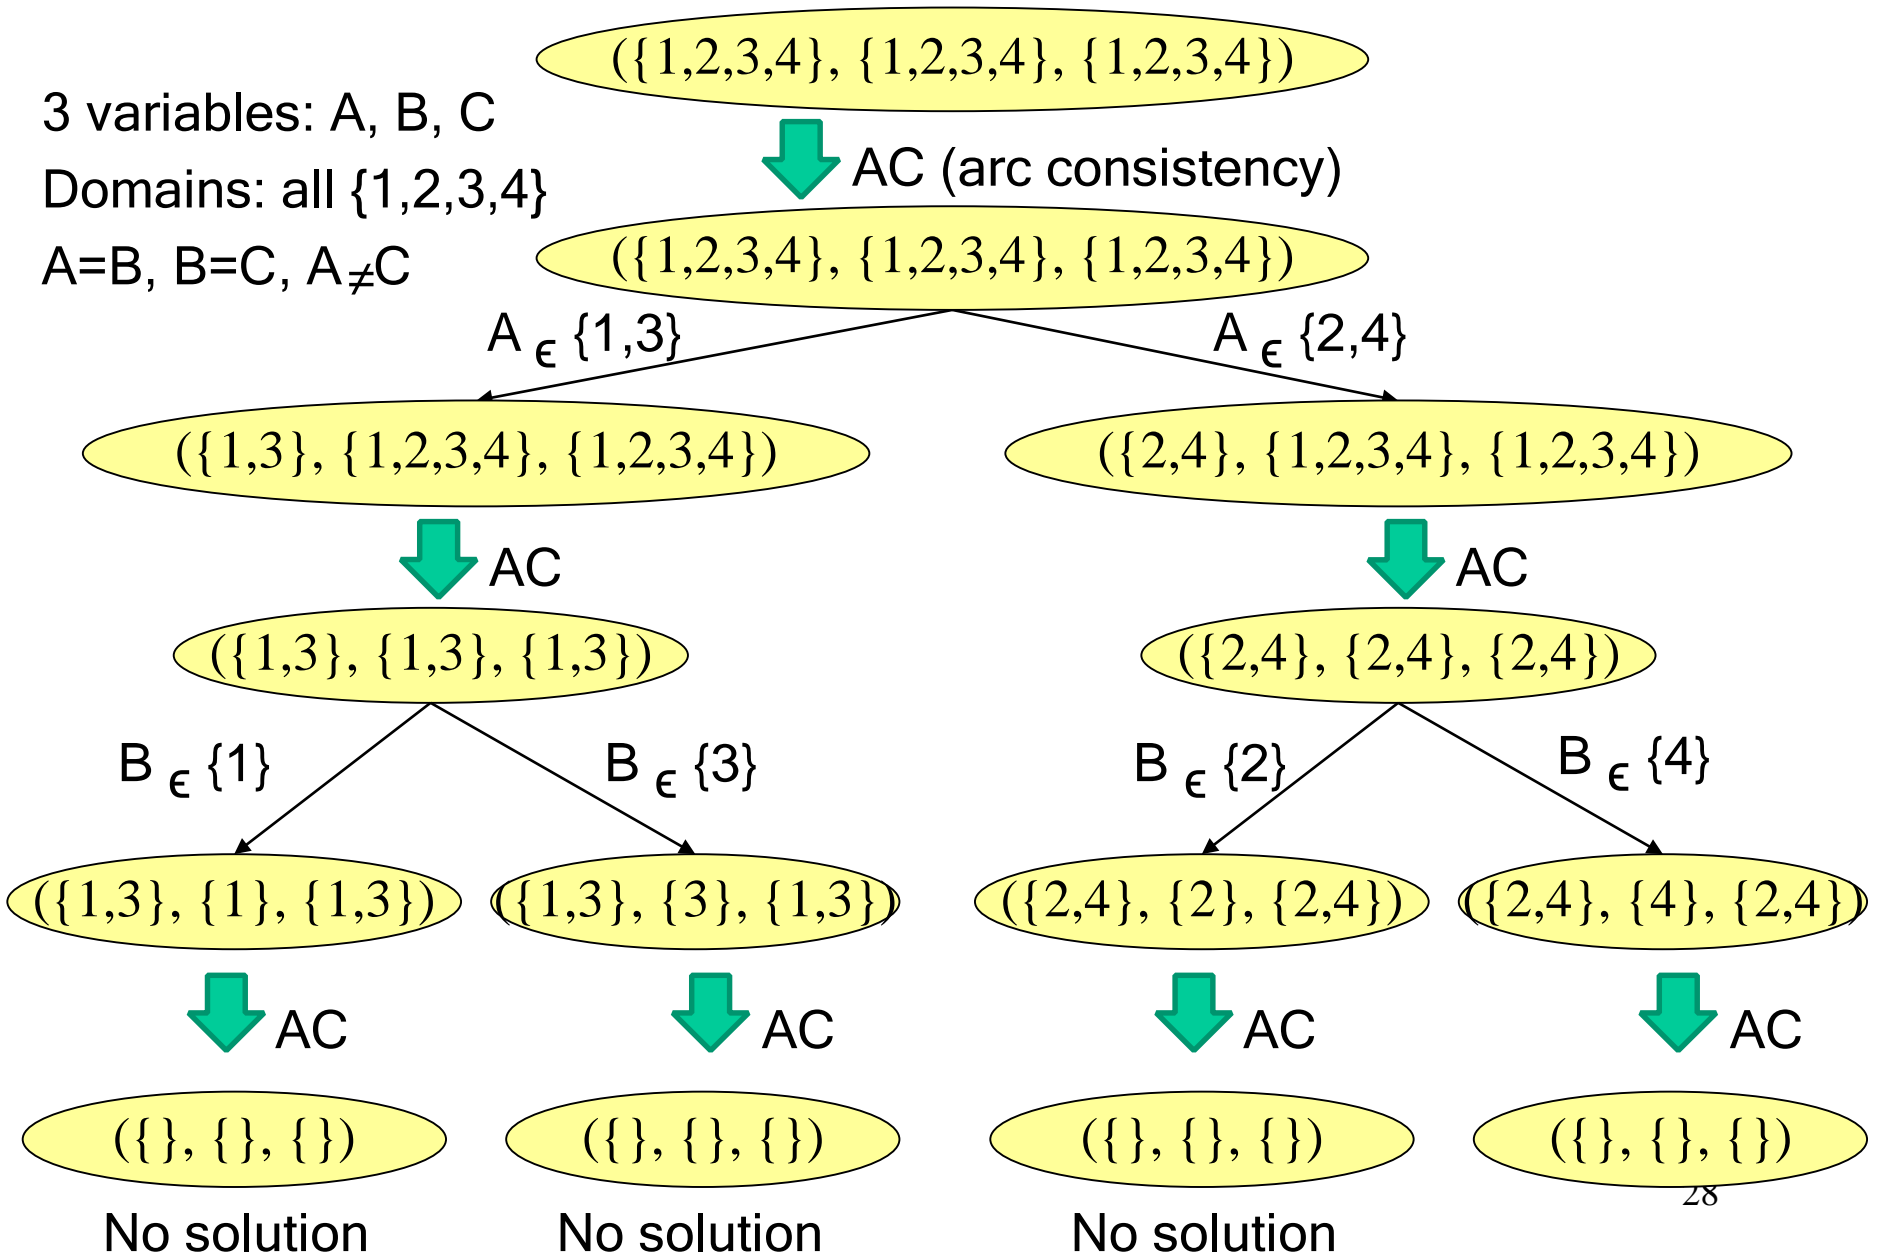 ({1,2,3,4}, {1,2,3,4}, {1,2,3,4})
3 variables: A, B, C
AC (arc consistency)
Domains: all {1,2,3,4}
({1,2,3,4}, {1,2,3,4}, {1,2,3,4})
A=B, B=C, A≠C
A ϵ {1,3}
A ϵ {2,4}
({1,3}, {1,2,3,4}, {1,2,3,4})
({2,4}, {1,2,3,4}, {1,2,3,4})
AC
AC
({1,3}, {1,3}, {1,3})
({2,4}, {2,4}, {2,4})
B ϵ {1}
B ϵ {3}
B ϵ {2}
B ϵ {4}
({1,3}, {1}, {1,3})
({1,3}, {3}, {1,3})
({2,4}, {2}, {2,4})
({2,4}, {4}, {2,4})
AC
AC
AC
AC
({}, {}, {})
({}, {}, {})
({}, {}, {})
({}, {}, {})
28
No solution
No solution
No solution